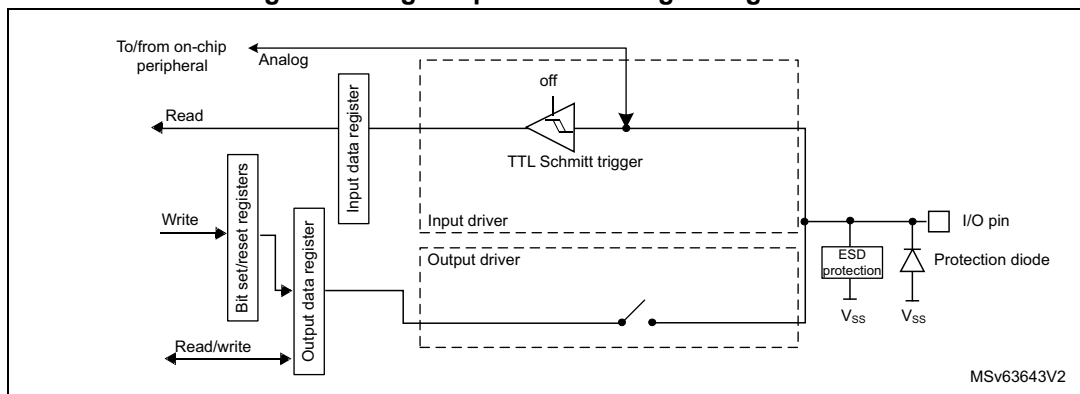 To/from on-chip
peripheral
Analog
Read
Input data register
off
TTL Schmitt trigger
Input driver
Write
Bit set/reset registers
Output data register
Read/write
Output driver
I/O pin
ESD
protection
Protection diode
VSS
VSS
MSv63643V2